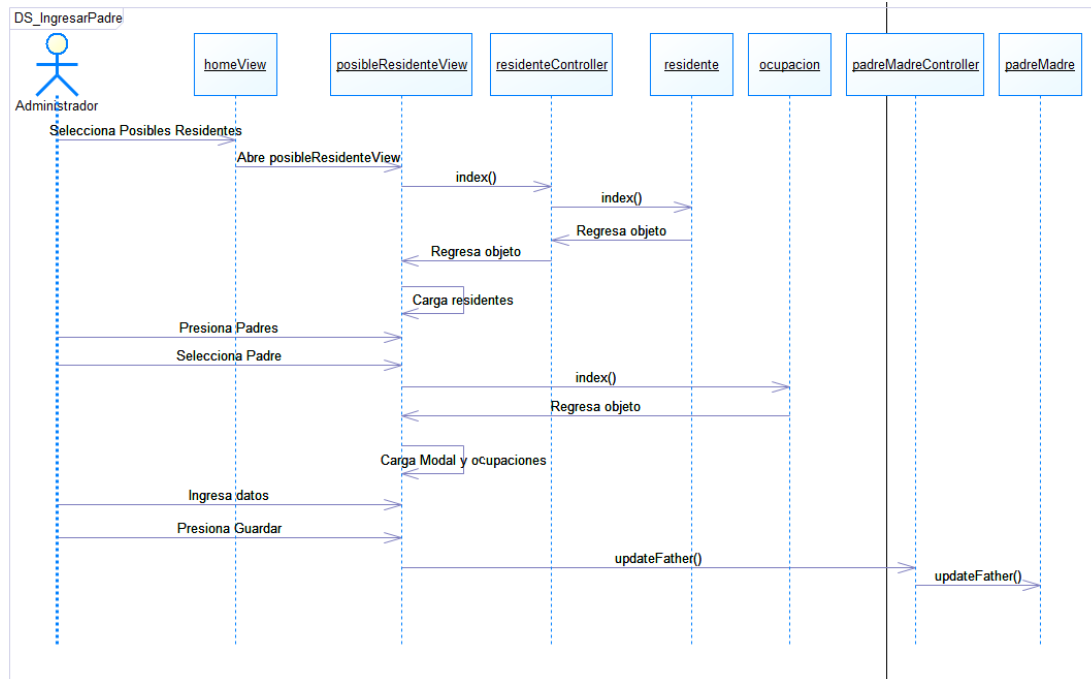 DS_IngresarPadre
homeView
posibleResidenteView
residenteController
residente
ocupacion
padreMadreController
padreMadre
Administrador
Selecciona Posibles Residentes
Abre posibleResidenteView
index()
index()
Regresa objeto
Regresa objeto
Carga residentes
Presiona Padres
Selecciona Padre
index()
Regresa objeto
Carga Modal y ocupaciones
Ingresa datos
Presiona Guardar
updateFather()
updateFather()